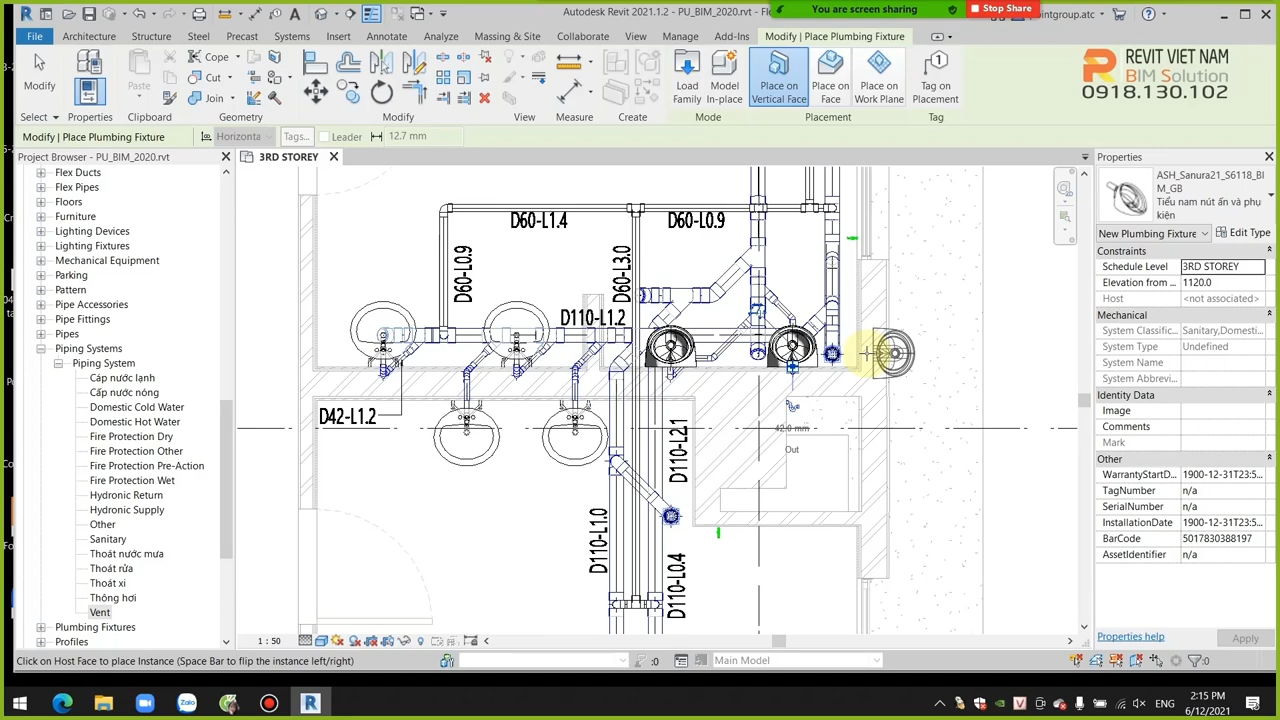 You are screen sharing
Stop Share
Autodesk Revit 2021.1.2 - PU_BIM_2020.rvt - Flo
ointgroup.atc
File
Architecture
Structure
Steel
Precast
Systems
Insert
Annotate
Analyze
Massing & Site
Collaborate
View
Manage
Add-Ins
Modify | Place Plumbing Fixture
Modify
Paste
Cope
Cut
Join
Load Family
Model In-place
Place on Vertical Face
Place on Face
Place on Work Plane
Tag on Placement
Select
Properties
Clipboard
Geometry
Modify
View
Measure
Create
Mode
Placement
Tag
REVIT VIET NAM
BIM Solution
0918.130.102
Modify | Place Plumbing Fixture
Horizonta
Tags...
Leader
12.7 mm
Project Browser - PU_BIM_2020.rvt
Flex Ducts
Flex Pipes
Floors
Furniture
Lighting Devices
Lighting Fixtures
Mechanical Equipment
Parking
Pattern
Pipe Accessories
Pipe Fittings
Pipes
Piping Systems
Piping System
Cáp nước lạnh
Cấp nước nóng
Domestic Cold Water
Domestic Hot Water
Fire Protection Dry
Fire Protection Other
Fire Protection Pre-Action
Fire Protection Wet
Hydronic Return
Hydronic Supply
Other
Sanitary
Thoát nước mưa
Thoát rửa
Thoát xi
Thông hơi
Vent
Plumbing Fixtures
Profiles
3RD STOREY
D60-L1.4
D60-L0.9
D60-L0.9
D60-L3.0
D110-L1.2
D42-L1.2
D110-L2.1
42.0 mm
Out
D110-L1.0
D110-L0.4
Properties
ASH_Sanura21_S6118_BI
M_GB
Tiểu nam nút ấn và phụ
kiện
New Plumbing Fixture
Edit Type
Constraints
Schedule Level 3RD STOREY
Elevation from ... 1120.0
Host <not associated>
Mechanical
System Classific... Sanitary,Domesti...
System Type Undefined
System Name
System Abbrevi...
Identity Data
Image
Comments
Mark
Other
WarrantyStartD... 1900-12-31T23:5...
TagNumber n/a
SerialNumber n/a
InstallationDate 1900-12-31T23:5...
BarCode 5017830388197
AssetIdentifier n/a
Properties help
Apply
1 : 50
Click on Host Face to place Instance (Space Bar to flip the instance left/right)
:0
Main Model
:0
Zalo
ENG
2:15 PM
6/12/2021